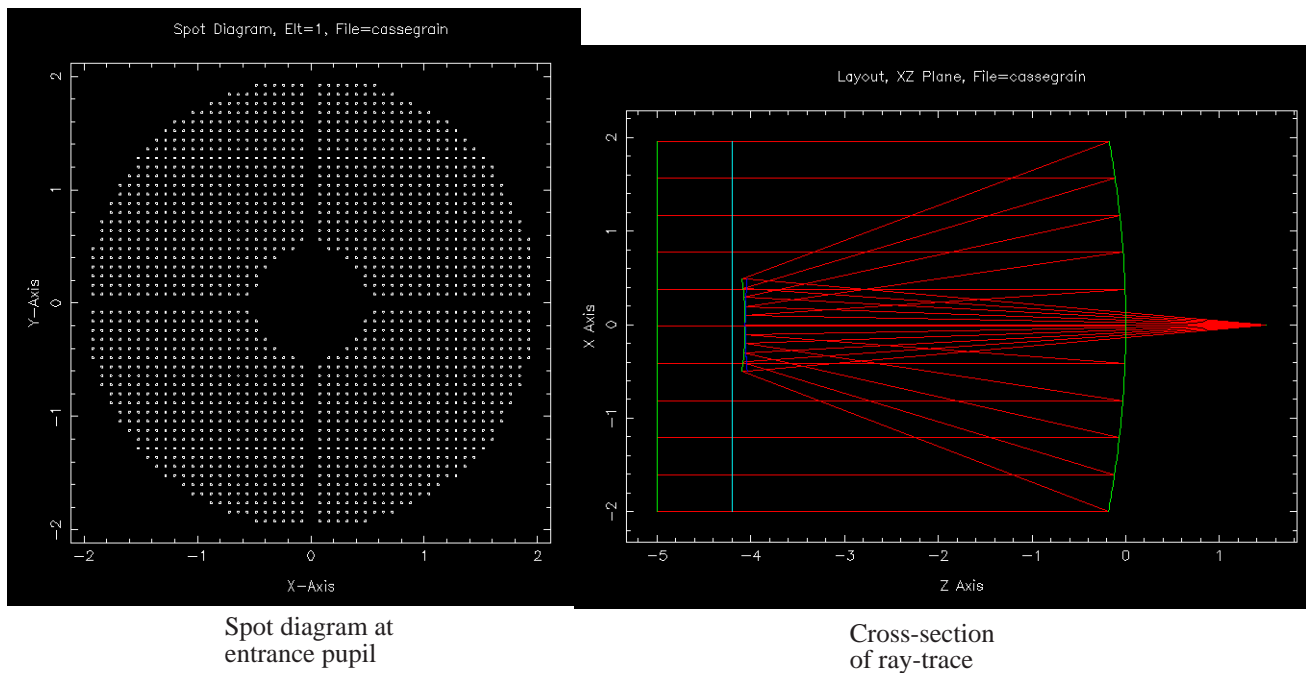 Spot Diagram, Elt=1, File=cassegrain
2
1
0
−1
−2
Y−Axis
−2 −1 0 1 2
X−Axis
Spot diagram at
entrance pupil
Layout, XZ Plane, File=cassegrain
2
1
0
−1
−2
X Axis
−5 −4 −3 −2 −1 0 1
Z Axis
Cross-section
of ray-trace